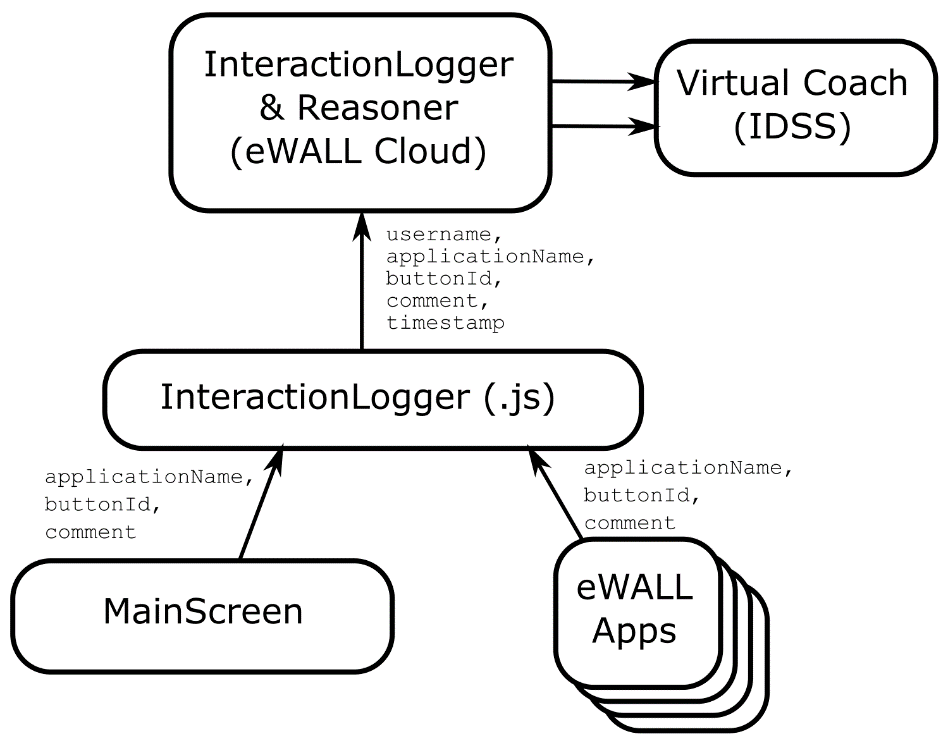 InteractionLogger
& Reasoner
(eWALL Cloud)
Virtual Coach
(IDSS)
username,
applicationName,
buttonId,
comment,
timestamp
InteractionLogger (.js)
applicationName,
buttonId,
comment
applicationName,
buttonId,
comment
MainScreen
eWALL
Apps